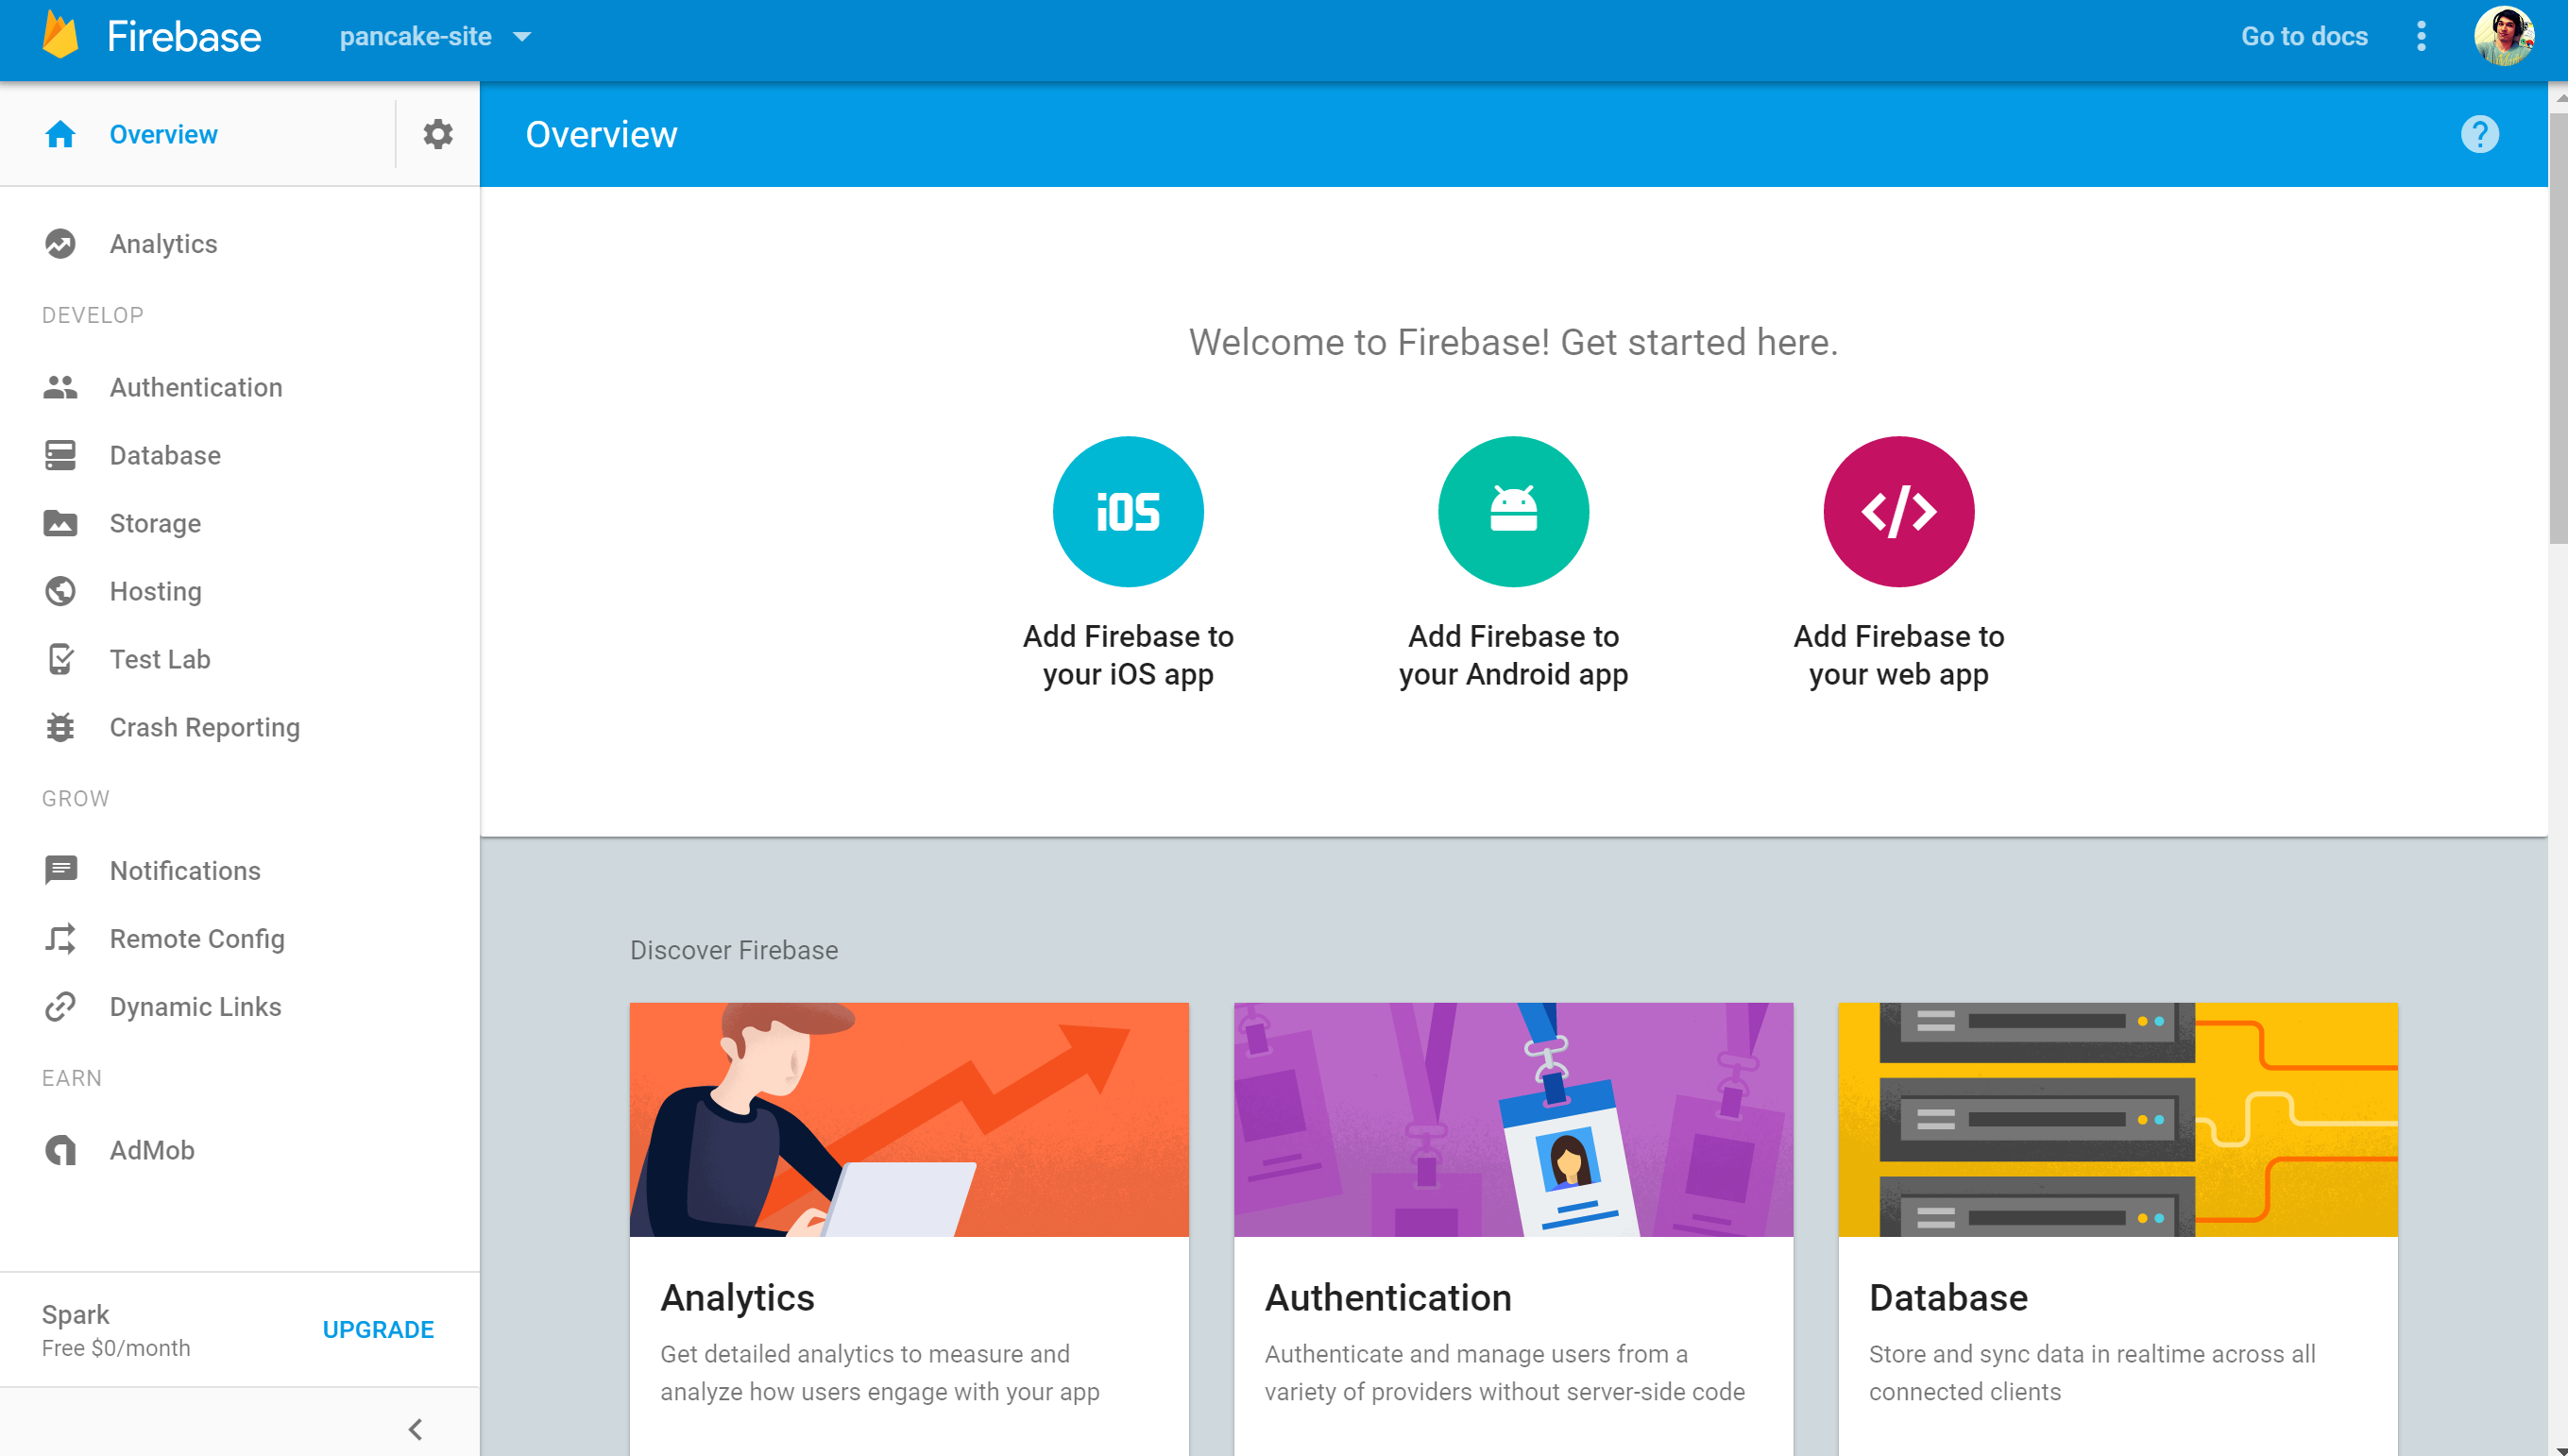 Firebase
pancake-site
Go to docs
Overview
Analytics
DEVELOP
Authentication
Database
Storage
Hosting
Test Lab
Crash Reporting
GROW
Notifications
Remote Config
Dynamic Links
EARN
AdMob
Spark
Free $0/month
UPGRADE
Overview
?
Welcome to Firebase! Get started here.
iOS
Add Firebase to
your iOS app
</>
Add Firebase to
your Android app
Add Firebase to
your web app
Discover Firebase
Analytics
Get detailed analytics to measure and
analyze how users engage with your app
Authentication
Authenticate and manage users from a
variety of providers without server-side code
Database
Store and sync data in realtime across all
connected clients